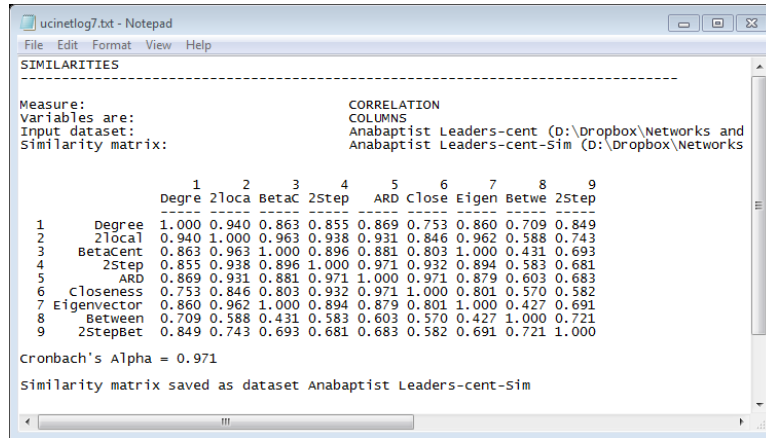 ucinetlog7.txt - Notepad
File Edit Format View Help
SIMILARITIES
--------------------------------------------------------------------------------
Measure: CORRELATION
Variables are: COLUMNS
Input dataset: Anabaptist Leaders-cent (D:\Dropbox\Networks and
Similarity matrix: Anabaptist Leaders-cent-Sim (D:\Dropbox\Networks
1 2 3 4 5 6 7 8 9
Degre 2loca BetaC 2Step ARD Close Eigen Betwe 2Step
----- ----- ----- ----- ----- ----- ----- ----- -----
1 Degree 1.000 0.940 0.863 0.855 0.869 0.753 0.860 0.709 0.849
2 2local 0.940 1.000 0.963 0.938 0.931 0.846 0.962 0.588 0.743
3 BetaCent 0.863 0.963 1.000 0.896 0.881 0.803 1.000 0.431 0.693
4 2Step 0.855 0.938 0.896 1.000 0.971 0.932 0.894 0.583 0.681
5 ARD 0.869 0.931 0.881 0.971 1.000 0.971 0.879 0.603 0.683
6 Closeness 0.753 0.846 0.803 0.932 0.971 1.000 0.801 0.570 0.582
7 Eigenvector 0.860 0.962 1.000 0.894 0.879 0.801 1.000 0.427 0.691
8 Between 0.709 0.588 0.431 0.583 0.603 0.570 0.427 1.000 0.721
9 2StepBet 0.849 0.743 0.693 0.681 0.683 0.582 0.691 0.721 1.000
Cronbach's Alpha = 0.971
Similarity matrix saved as dataset Anabaptist Leaders-cent-Sim